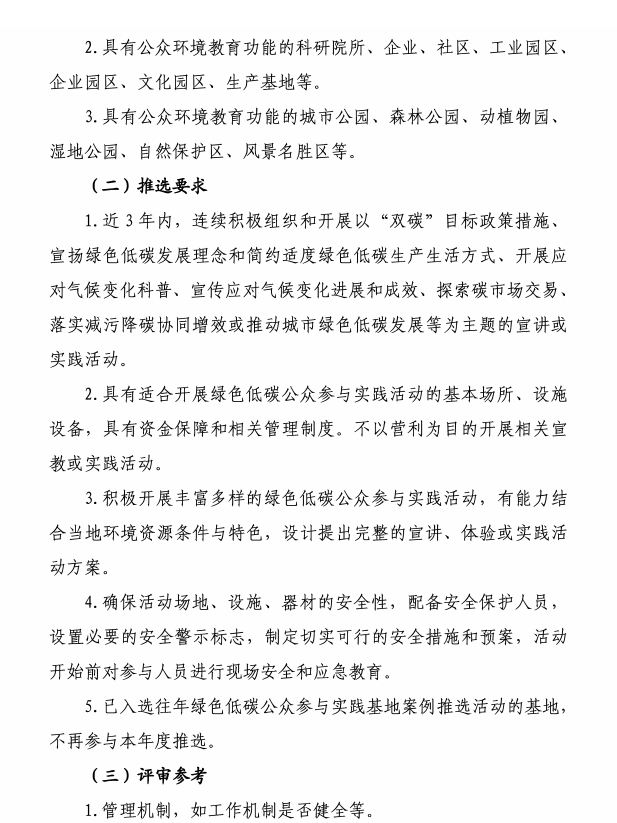 2. 具有公众环境教育功能的科研院所、企业、社区、工业园区、
企业园区、文化园区、生产基地等。
3. 具有公众环境教育功能的城市公园、森林公园、动植物园、
湿地公园、自然保护区、风景名胜区等。
（二）推选要求
1. 近 3 年内，连续积极组织和开展以“双碳”目标政策措施、
宣扬绿色低碳发展理念和简约适度绿色低碳生产生活方式、开展应
对气候变化科普、宣传应对气候变化进展和成效、探索碳市场交易、
落实减污降碳协同增效或推动城市绿色低碳发展等为主题的宣讲或
实践活动。
2. 具有适合开展绿色低碳公众参与实践活动的基本场所、设施
设备，具有资金保障和相关管理制度。不以营利为目的开展相关宣
教或实践活动。
3. 积极开展丰富多样的绿色低碳公众参与实践活动，有能力结
合当地环境资源条件与特色，设计提出完整的宣讲、体验或实践活
动方案。
4. 确保活动场地、设施、器材的安全性，配备安全保护人员，
设置必要的安全警示标志，制定切实可行的安全措施和预案，活动
开始前对参与人员进行现场安全和应急教育。
5. 已入选往年绿色低碳公众参与实践基地案例推选活动的基地，
不再参与本年度推选。
（三）评审参考
1. 管理机制，如工作机制是否健全等。